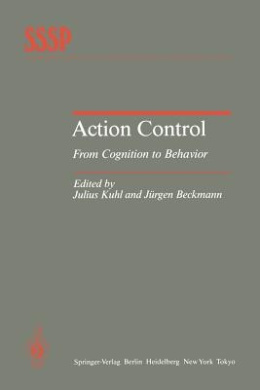 SSSP
Action Control
From Cognition to Behavior
Edited by
Julius Kuhl and Jürgen Beckmann
Springer-Verlag Berlin Heidelberg New York Tokyo